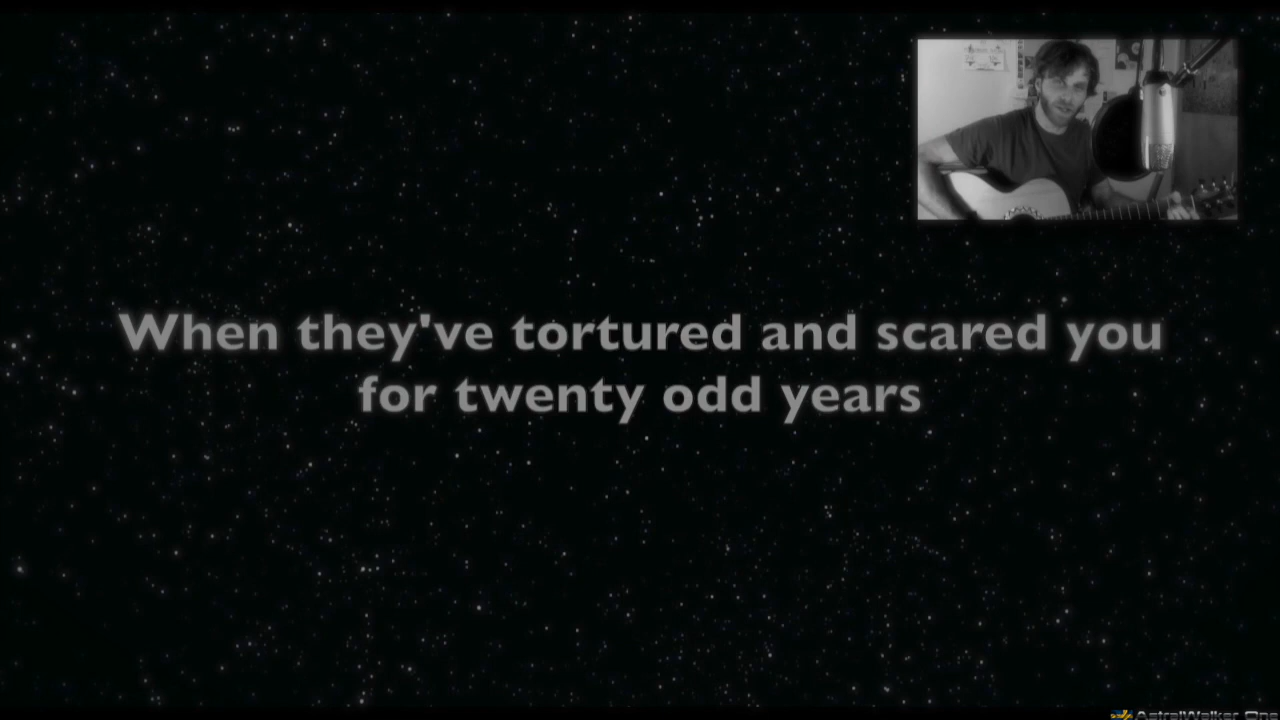 When they've tortured and scared you
for twenty odd years
AstralWalker One